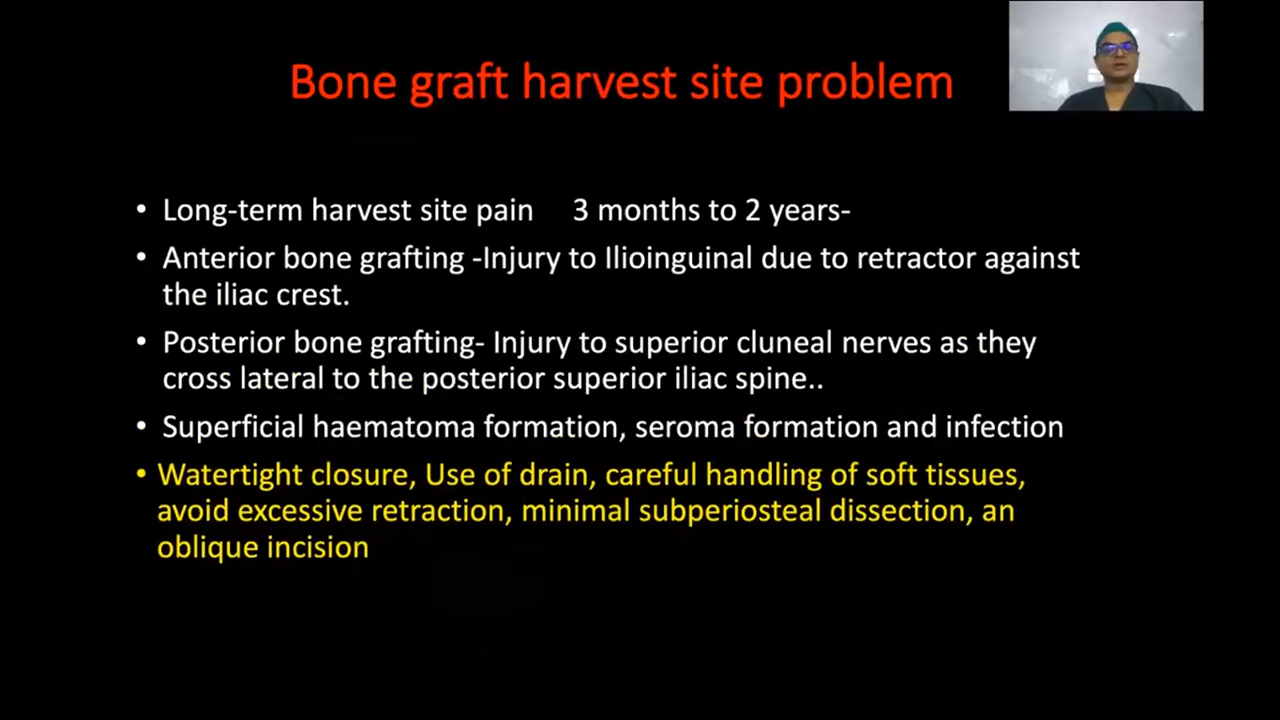 Bone graft harvest site problem
• Long-term harvest site pain 3 months to 2 years-
• Anterior bone grafting -Injury to Ilioinguinal due to retractor against
the iliac crest.
• Posterior bone grafting- Injury to superior cluneal nerves as they
cross lateral to the posterior superior iliac spine..
• Superficial haematoma formation, seroma formation and infection
• Watertight closure, Use of drain, careful handling of soft tissues,
avoid excessive retraction, minimal subperiosteal dissection, an
oblique incision